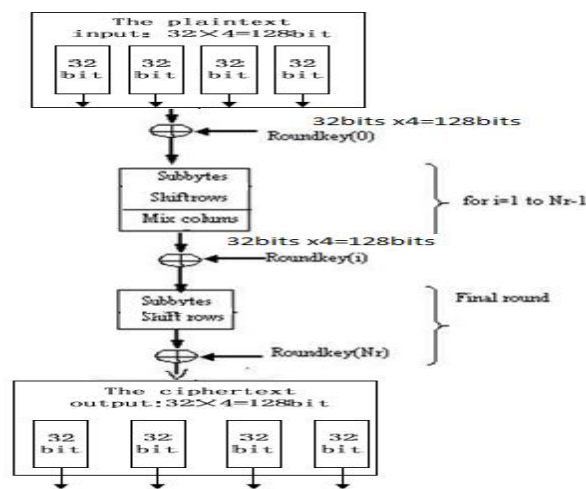 The plaintext
input: 32×4=128bit
32 bit
32 bit
32 bit
32 bit
32bits x4=128bits
Roundkey(0)
Subbytes
Shiftrows
Mix colums
for i=1 to Nr-1
32bits x4=128bits
Roundkey(i)
Subbytes
Shift rows
Final round
Roundkey(Nr)
The ciphertext
output:32×4=128bit
32 bit
32 bit
32 bit
32 bit